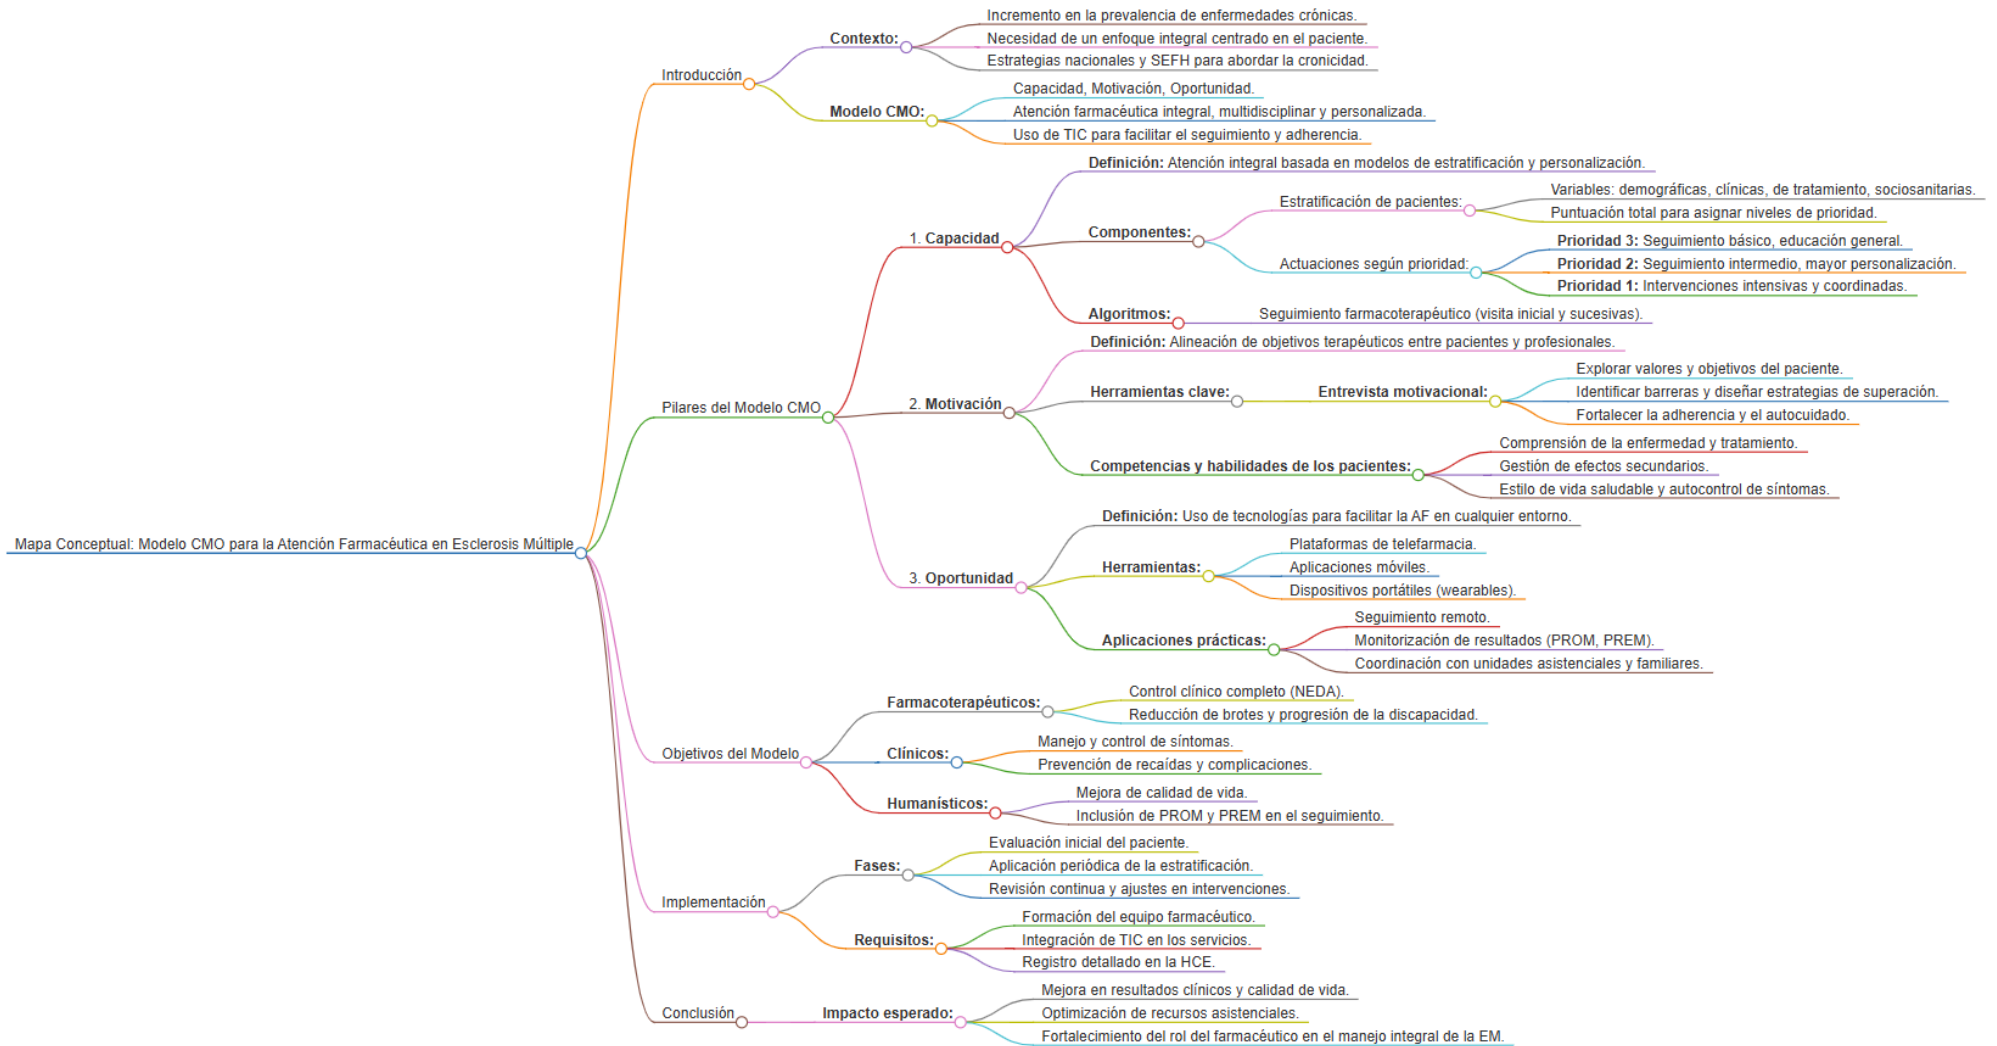 Mapa Conceptual: Modelo CMO para la Atención Farmacéutica en Esclerosis Múltiple
Introducción
Contexto:
Incremento en la prevalencia de enfermedades crónicas.
Necesidad de un enfoque integral centrado en el paciente.
Estrategias nacionales y SEFH para abordar la cronicidad.
Modelo CMO:
Capacidad, Motivación, Oportunidad.
Atención farmacéutica integral, multidisciplinar y personalizada.
Uso de TIC para facilitar el seguimiento y adherencia.
Pilares del Modelo CMO
1. Capacidad
Definición: Atención integral basada en modelos de estratificación y personalización.
Componentes:
Estratificación de pacientes:
Variables: demográficas, clínicas, de tratamiento, sociosanitarias.
Puntuación total para asignar niveles de prioridad.
Actuaciones según prioridad:
Prioridad 3: Seguimiento básico, educación general.
Prioridad 2: Seguimiento intermedio, mayor personalización.
Prioridad 1: Intervenciones intensivas y coordinadas.
Algoritmos:
Seguimiento farmacoterapéutico (visita inicial y sucesivas).
2. Motivación
Definición: Alineación de objetivos terapéuticos entre pacientes y profesionales.
Herramientas clave:
Entrevista motivacional:
Explorar valores y objetivos del paciente.
Identificar barreras y diseñar estrategias de superación.
Fortalecer la adherencia y el autocuidado.
Competencias y habilidades de los pacientes:
Comprensión de la enfermedad y tratamiento.
Gestión de efectos secundarios.
Estilo de vida saludable y autocontrol de síntomas.
3. Oportunidad
Definición: Uso de tecnologías para facilitar la AF en cualquier entorno.
Herramientas:
Plataformas de telefarmacia.
Aplicaciones móviles.
Dispositivos portátiles (wearables).
Aplicaciones prácticas:
Seguimiento remoto.
Monitorización de resultados (PROM, PREM).
Coordinación con unidades asistenciales y familiares.
Objetivos del Modelo
Farmacoterapéuticos:
Control clínico completo (NEDA).
Reducción de brotes y progresión de la discapacidad.
Clínicos:
Manejo y control de síntomas.
Prevención de recaídas y complicaciones.
Humanísticos:
Mejora de calidad de vida.
Inclusión de PROM y PREM en el seguimiento.
Implementación
Fases:
Evaluación inicial del paciente.
Aplicación periódica de la estratificación.
Revisión continua y ajustes en intervenciones.
Requisitos:
Formación del equipo farmacéutico.
Integración de TIC en los servicios.
Registro detallado en la HCE.
Conclusión
Impacto esperado:
Mejora en resultados clínicos y calidad de vida.
Optimización de recursos asistenciales.
Fortalecimiento del rol del farmacéutico en el manejo integral de la EM.